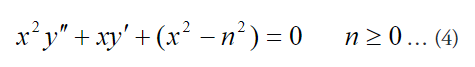 x²y″ + xy′ + (x² − n²) = 0 n ≥ 0… (4)